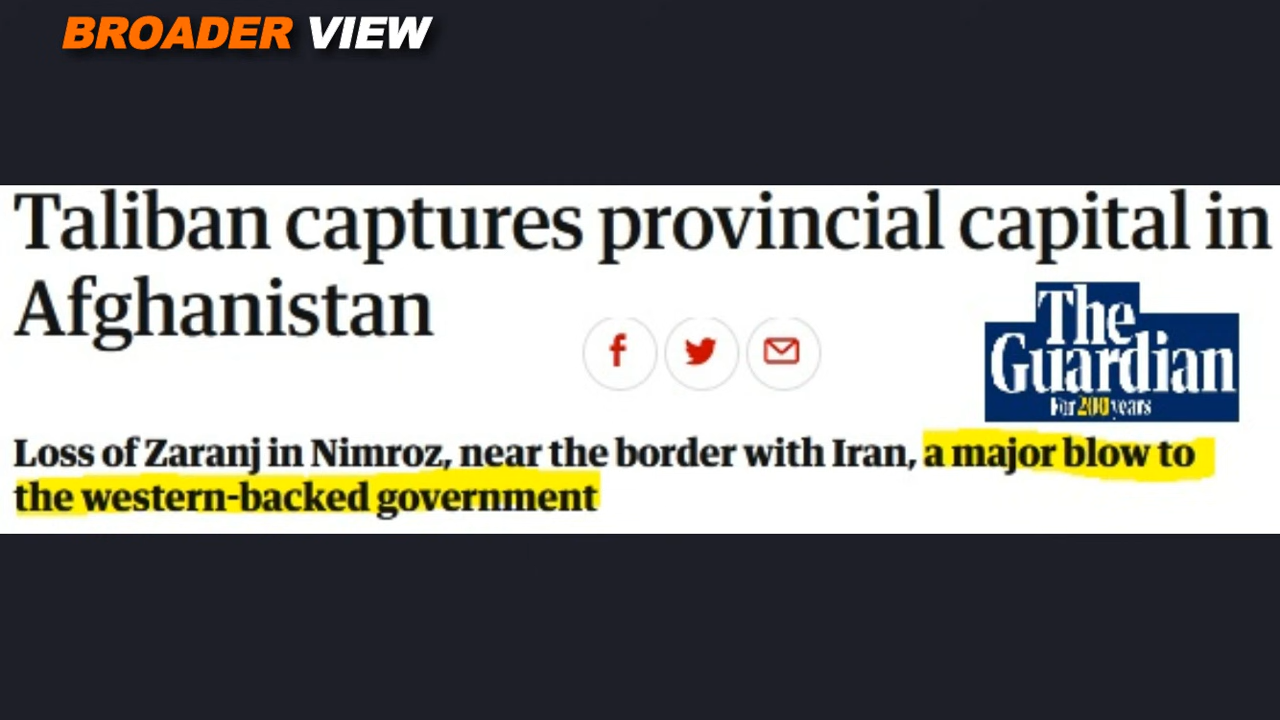 BROADER VIEW
Taliban captures provincial capital in
Afghanistan
The
Guardian
For 200 years
Loss of Zaranj in Nimroz, near the border with Iran, a major blow to
the western-backed government